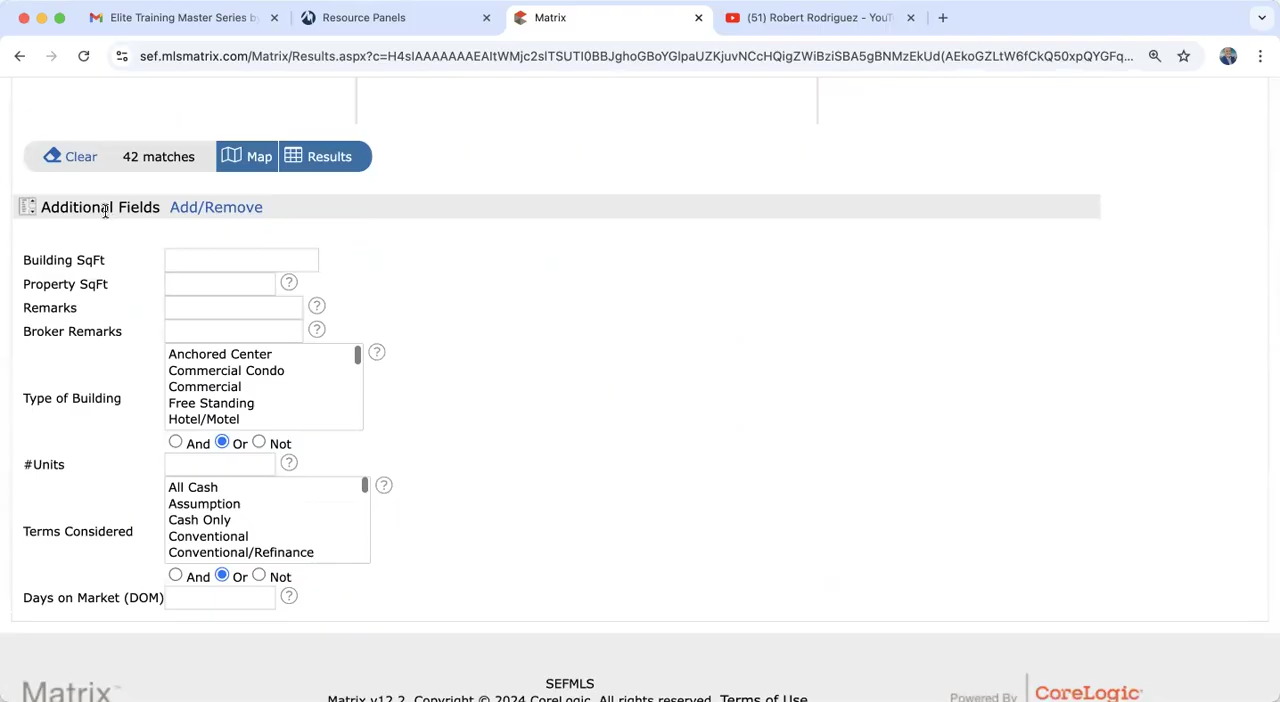 Elite Training Master Series by
Resource Panels
Matrix
(51) Robert Rodriguez - YouT
sef.mlsmatrix.com/Matrix/Results.aspx?c=H4sIAAAAAAAEAItWMjc2slTSUTI0BBJghoGBoYGlpaUZKjuvNCcHQigZWiBziSBA5gBNMzEkUd(AEkoGZLtW6fCkQ50xpQYGFq...
Clear 42 matches Map Results
Additional Fields Add/Remove
Building SqFt
Property SqFt ?
Remarks ?
Broker Remarks ?
Type of Building
Anchored Center ?
Commercial Condo
Commercial
Free Standing
Hotel/Motel
And Or Not
#Units ?
Terms Considered
All Cash ?
Assumption
Cash Only
Conventional
Conventional/Refinance
And Or Not
Days on Market (DOM) ?
Matrix™
SEFMLS
Matrix v12.2. Copyright © 2024 CoreLogic. All rights reserved. Terms of Use
Powered By CoreLogic